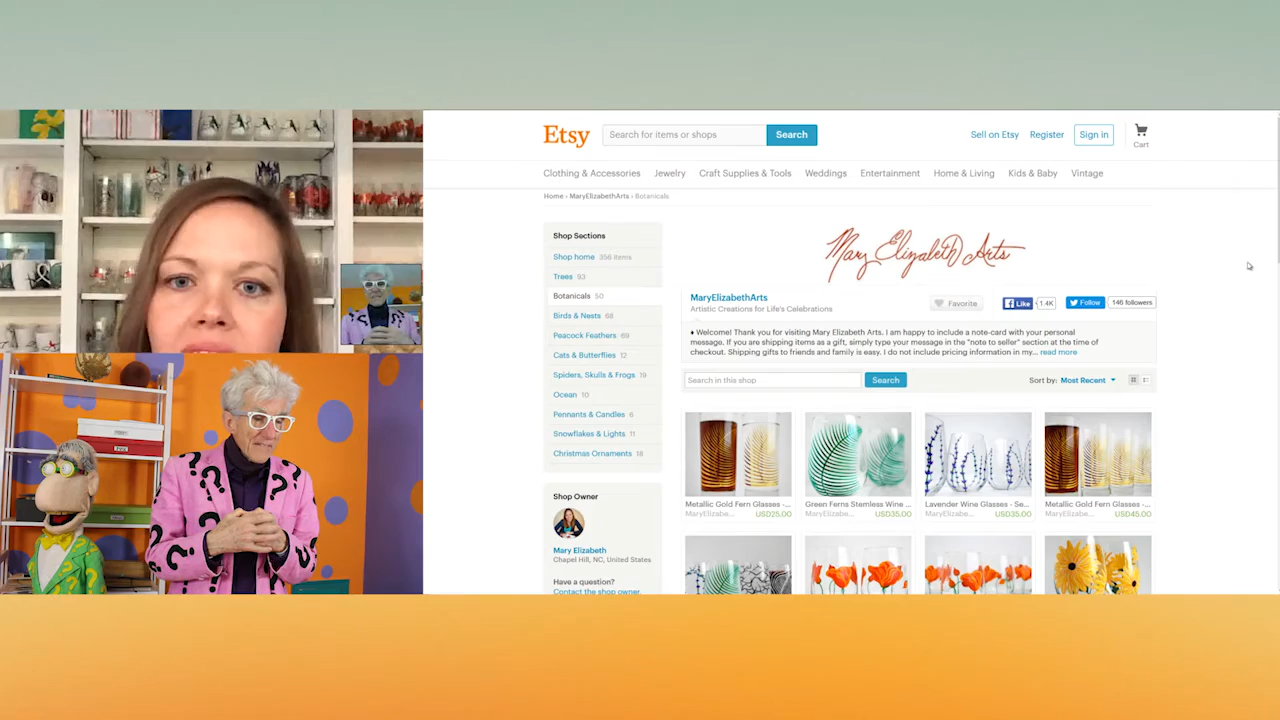 Etsy
Search for items or shops
Search
Sell on Etsy
Register
Sign in
Cart
Clothing & Accessories
Jewelry
Craft Supplies & Tools
Weddings
Entertainment
Home & Living
Kids & Baby
Vintage
Home › MaryElizabethArts › Botanicals
Shop Sections
Shop home 356 items
Trees 93
Botanicals 50
Birds & Nests 68
Peacock Feathers 69
Cats & Butterflies 12
Spiders, Skulls & Frogs 19
Ocean 10
Pennants & Candles 6
Snowflakes & Lights 11
Christmas Ornaments 18
Shop Owner
Mary Elizabeth
Chapel Hill, NC, United States
Have a question?
Contact the shop owner.
Mary Elizabeth Arts
MaryElizabethArts
Artistic Creations for Life's Celebrations
Favorite
Like
1.4K
Follow
146 followers
♦ Welcome! Thank you for visiting Mary Elizabeth Arts. I am happy to include a note-card with your personal
message. If you are shipping items as a gift, simply type your message in the "note to seller" section at the time of
checkout. Shipping gifts to friends and family is easy. I do not include pricing information in my... read more
Search in this shop
Search
Sort by: Most Recent
Metallic Gold Fern Glasses -...
MaryElizabe... USD25.00
Green Ferns Stemless Wine ...
MaryElizabe... USD35.00
Lavender Wine Glasses - Se...
MaryElizabe... USD35.00
Metallic Gold Fern Glasses -...
MaryElizabe... USD45.00